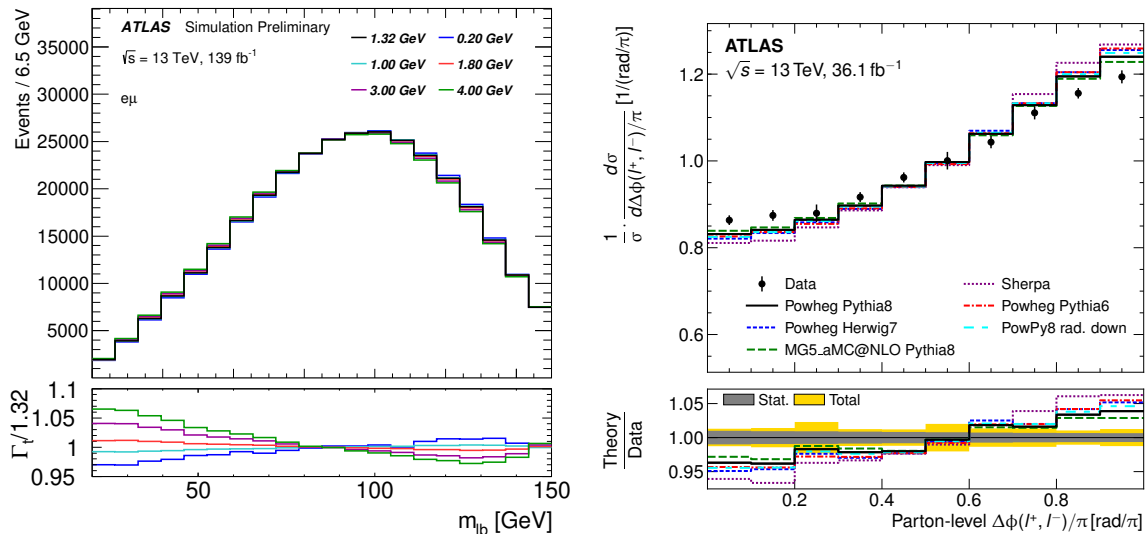 ATLAS Simulation Preliminary
√s = 13 TeV, 139 fb⁻¹
eμ
1.32 GeV 0.20 GeV
1.00 GeV 1.80 GeV
3.00 GeV 4.00 GeV
Events / 6.5 GeV
35000
30000
25000
20000
15000
10000
5000
Γt/1.32
1.1
1.05
1
0.95
50 100 150
m_lb [GeV]
ATLAS
√s = 13 TeV, 36.1 fb⁻¹
1/σ · dσ/dΔϕ(l⁺, l⁻)/π [1/(rad/π)]
1.2
1.0
0.8
0.6
Data Sherpa
Powheg Pythia8 Powheg Pythia6
Powheg Herwig7 PowPy8 rad. down
MG5_aMC@NLO Pythia8
Theory
Data
Stat. Total
1.05
1.00
0.95
0.2 0.4 0.6 0.8 1
Parton-level Δϕ(l⁺, l⁻)/π [rad/π]